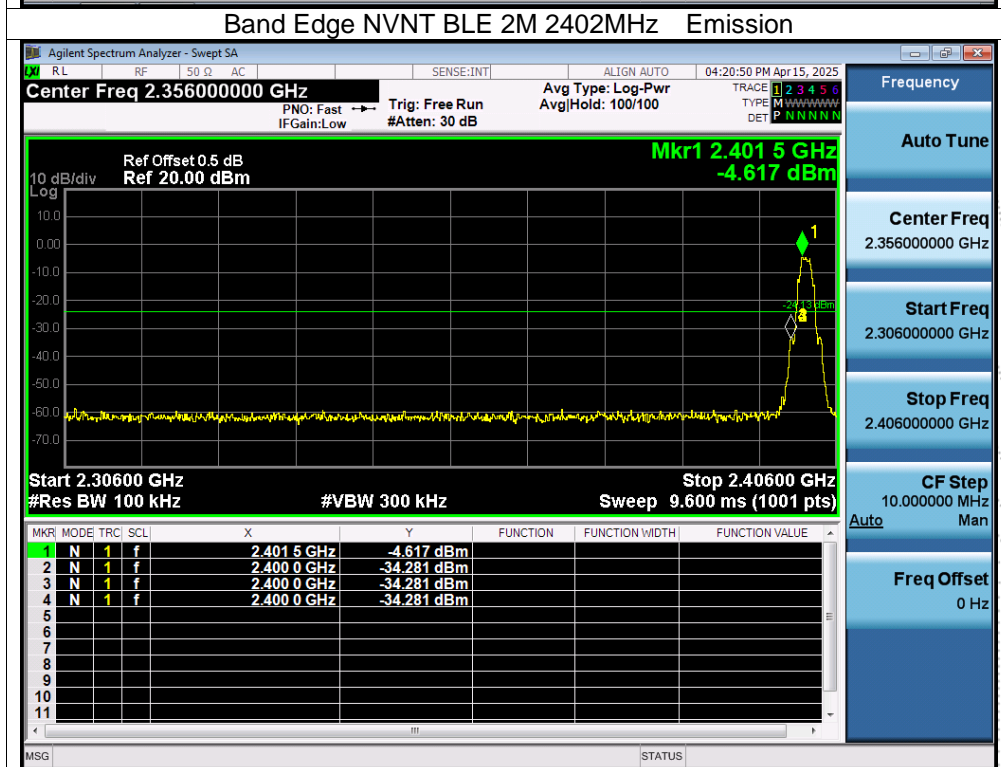 Band Edge NVNT BLE 2M 2402MHz Emission
Agilent Spectrum Analyzer - Swept SA
LXI RL RF 50 Ω AC SENSE:INT ALIGN AUTO 04:20:50 PM Apr 15, 2025
Center Freq 2.356000000 GHz
PNO: Fast
IFGain:Low
Trig: Free Run
#Atten: 30 dB
Avg Type: Log-Pwr
Avg|Hold: 100/100
TRACE 1 2 3 4 5 6
TYPE M WWWWW
DET P N N N N N
Ref Offset 0.5 dB
10 dB/div Ref 20.00 dBm
Log
Mkr1 2.401 5 GHz
-4.617 dBm
10.0
0.00
-10.0
-20.0
-30.0
-40.0
-50.0
-60.0
-70.0
1
-24.13 dBm
Start 2.30600 GHz Stop 2.40600 GHz
#Res BW 100 kHz #VBW 300 kHz Sweep 9.600 ms (1001 pts)
MKR MODE TRC SCL X Y FUNCTION FUNCTION WIDTH FUNCTION VALUE
1 N 1 f 2.401 5 GHz -4.617 dBm
2 N 1 f 2.400 0 GHz -34.281 dBm
3 N 1 f 2.400 0 GHz -34.281 dBm
4 N 1 f 2.400 0 GHz -34.281 dBm
5
6
7
8
9
10
11
MSG STATUS
Frequency
Auto Tune
Center Freq
2.356000000 GHz
Start Freq
2.306000000 GHz
Stop Freq
2.406000000 GHz
CF Step
10.000000 MHz
Auto Man
Freq Offset
0 Hz